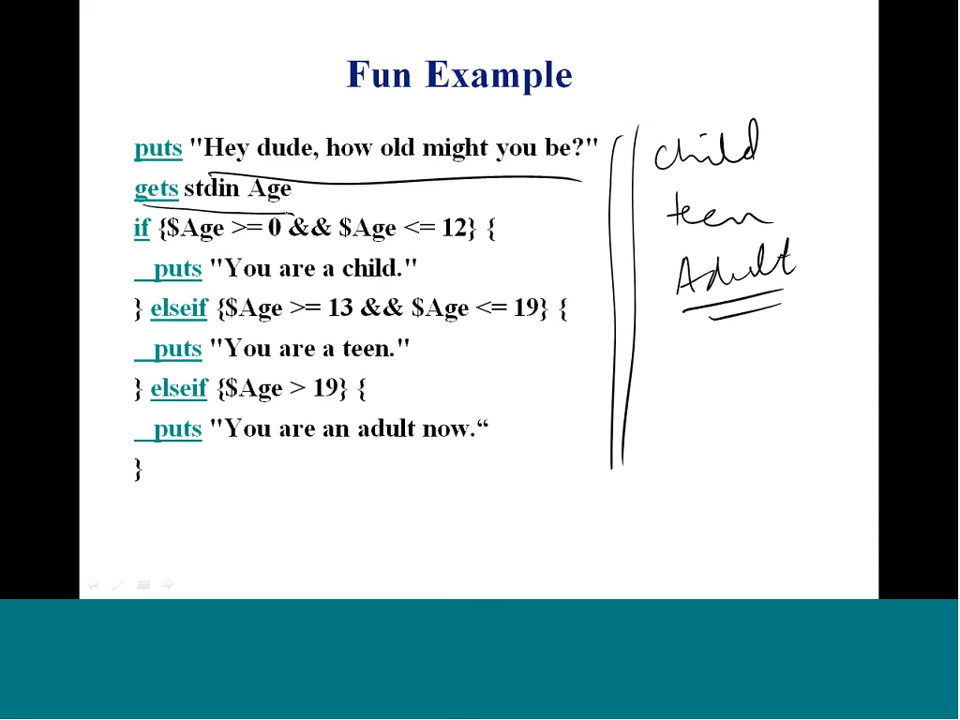 Fun Example
puts "Hey dude, how old might you be?"
gets stdin Age
if {$Age >= 0 && $Age <= 12} {
puts "You are a child."
} elseif {$Age >= 13 && $Age <= 19} {
puts "You are a teen."
} elseif {$Age > 19} {
puts "You are an adult now.“
}
child
teen
Adult